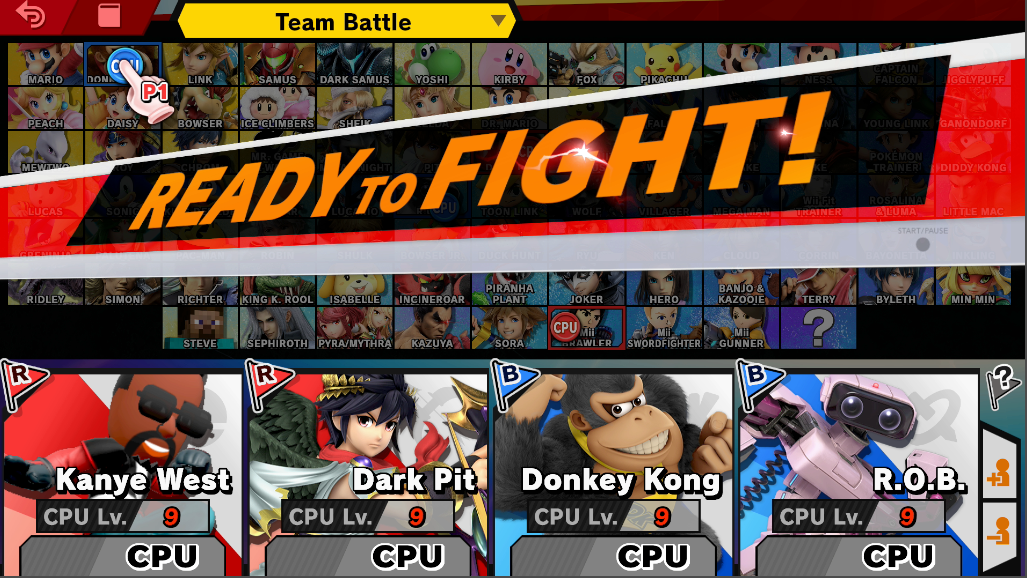 Team Battle
MARIO
LINK
SAMUS
DARK SAMUS
YOSHI
KIRBY
FOX
PIKACHU
NESS
CAPTAIN FALCON
JIGGLYPUFF
CPU
P1
PEACH
DAISY
BOWSER
ICE CLIMBERS
SHEIK
YOUNG LINK
GANONDORF
MEWTWO
POKÉMON TRAINER
DIDDY KONG
READY TO FIGHT!
LUCAS
SONIC
CPU
TOON LINK
WOLF
VILLAGER
MEGA MAN
WII FIT TRAINER
ROSALINA & LUMA
LITTLE MAC
START/PAUSE
RIDLEY
SIMON
RICHTER
KING K. ROOL
ISABELLE
INCINEROAR
PIRANHA PLANT
JOKER
HERO
BANJO & KAZOOIE
TERRY
BYLETH
MIN MIN
STEVE
SEPHIROTH
PYRA/MYTHRA
KAZUYA
SORA
CPU
Mii
Mii SWORDFIGHTER
Mii GUNNER
?
R
R
B
B
?
Kanye West
Dark Pit
Donkey Kong
R.O.B.
CPU Lv. 9
CPU Lv. 9
CPU Lv. 9
CPU Lv. 9
CPU
CPU
CPU
CPU